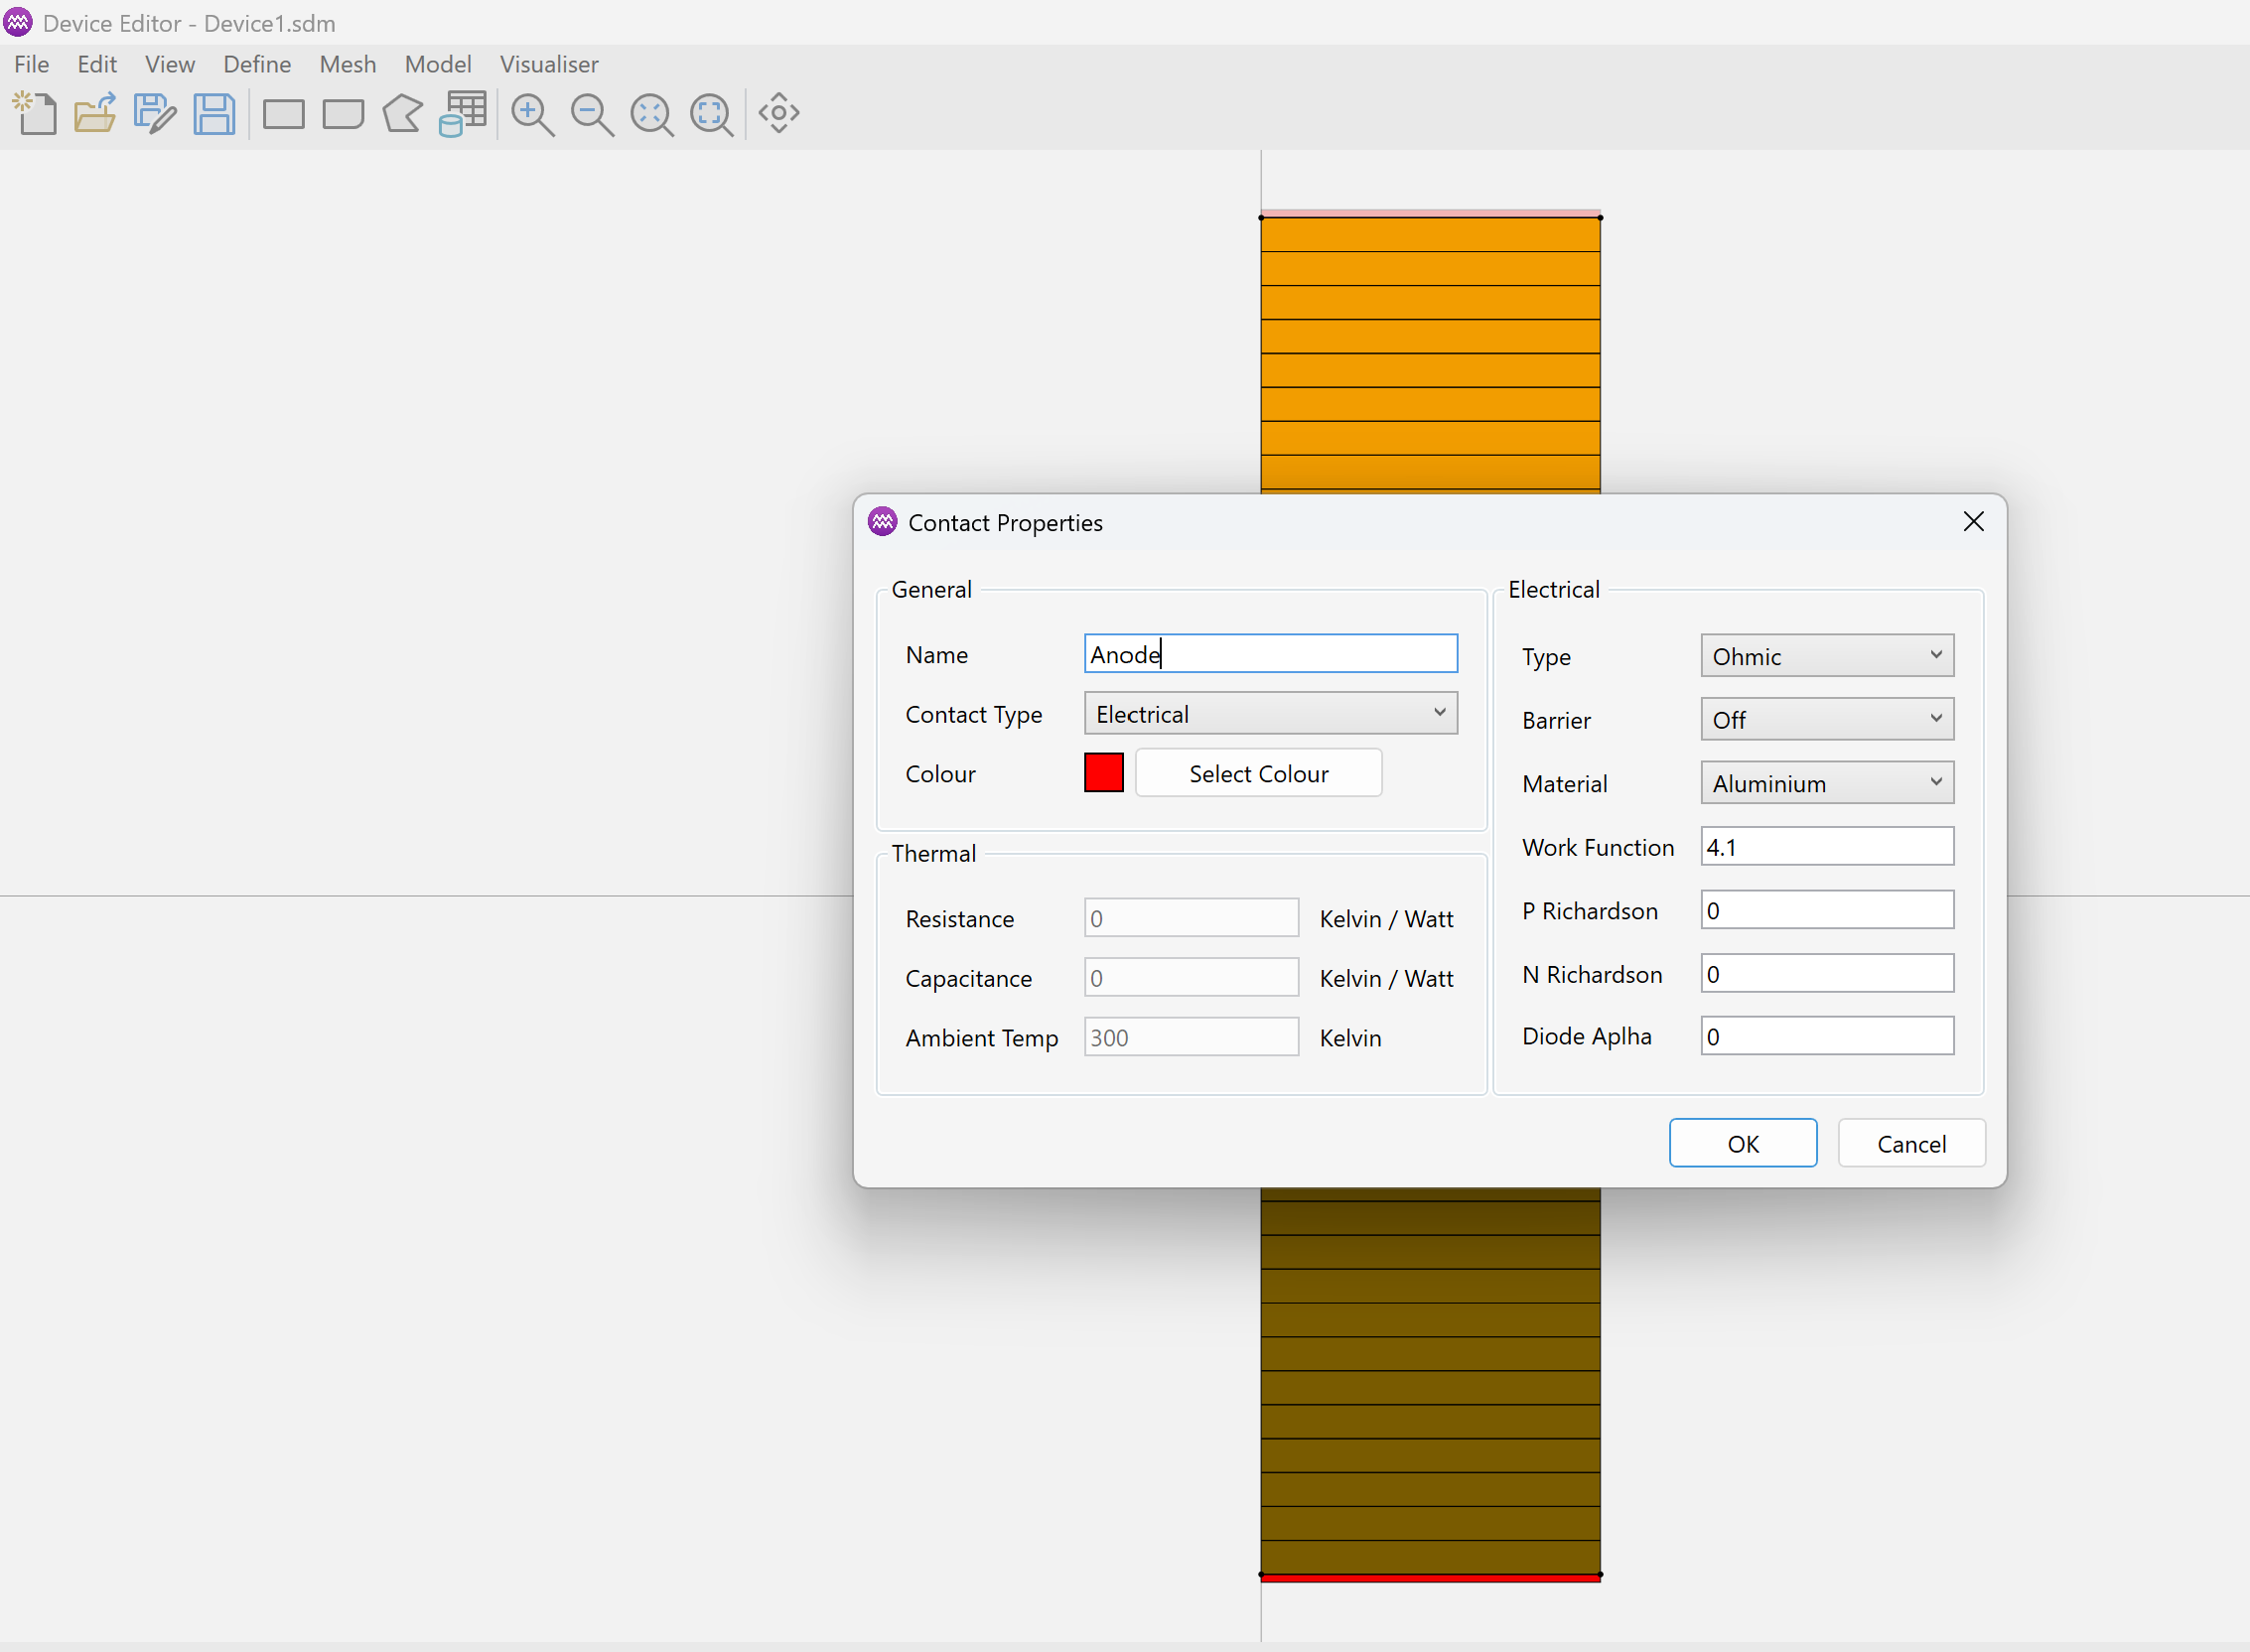 Device Editor - Device1.sdm
File Edit View Define Mesh Model Visualiser
Contact Properties
General
Name Anode
Contact Type Electrical
Colour Select Colour
Thermal
Resistance 0 Kelvin / Watt
Capacitance 0 Kelvin / Watt
Ambient Temp 300 Kelvin
Electrical
Type Ohmic
Barrier Off
Material Aluminium
Work Function 4.1
P Richardson 0
N Richardson 0
Diode Aplha 0
OK Cancel